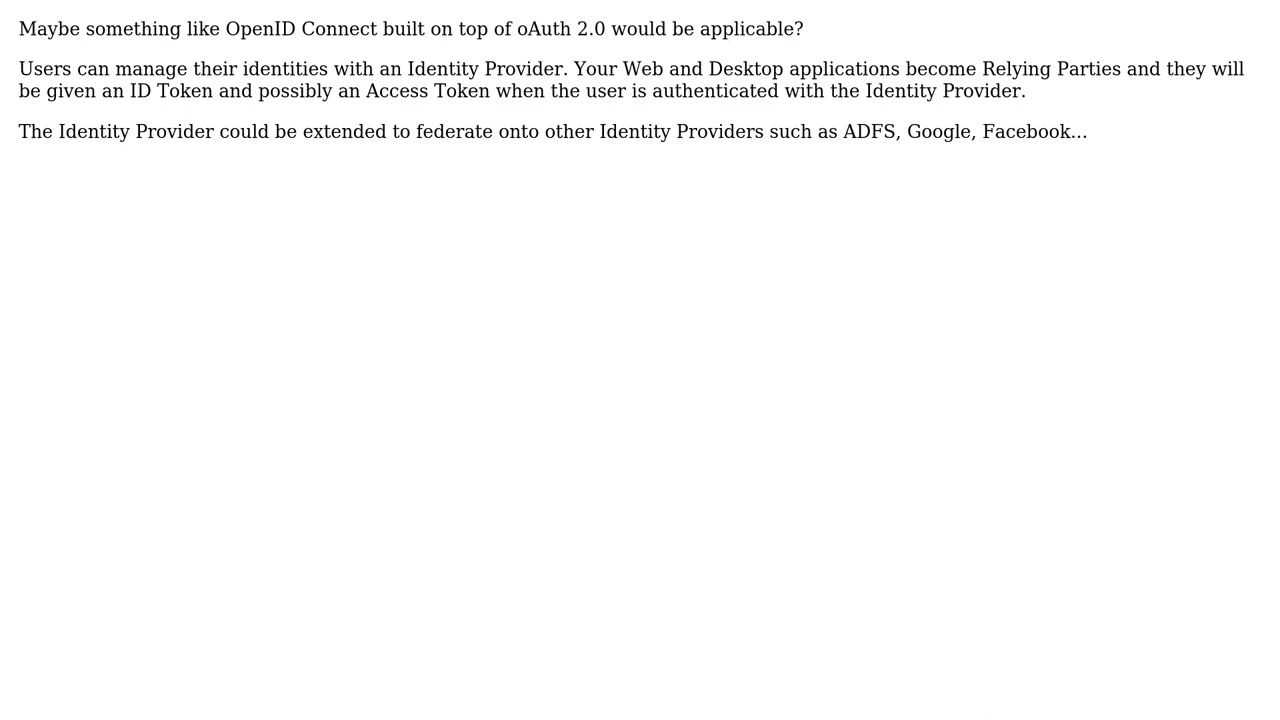 Maybe something like OpenID Connect built on top of oAuth 2.0 would be applicable?
Users can manage their identities with an Identity Provider. Your Web and Desktop applications become Relying Parties and they will
be given an ID Token and possibly an Access Token when the user is authenticated with the Identity Provider.
The Identity Provider could be extended to federate onto other Identity Providers such as ADFS, Google, Facebook...